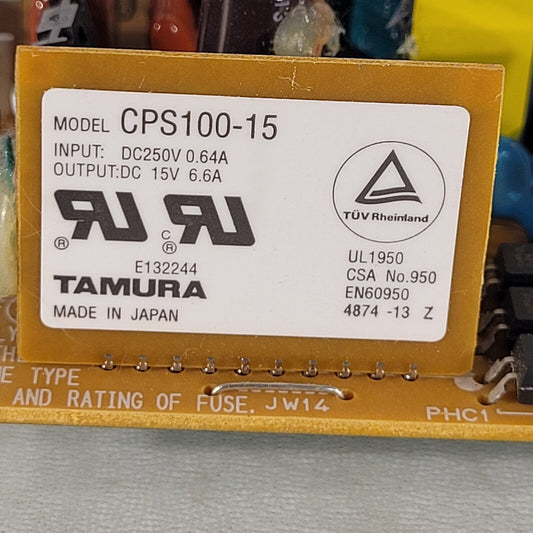 MODEL CPS100-15
INPUT: DC250V 0.64A
OUTPUT:DC 15V 6.6A
TÜV Rheinland
® C ®
E132244
TAMURA
MADE IN JAPAN
UL1950
CSA No.950
EN60950
4874 -13 Z
TYPE
AND RATING OF FUSE. JW14
PHC1